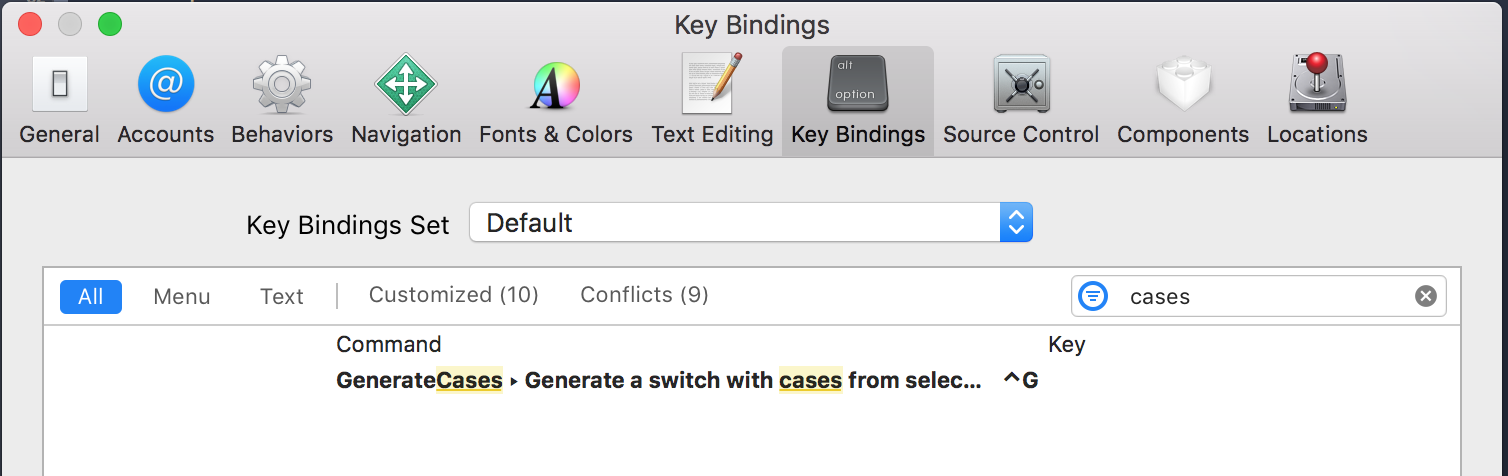 Key Bindings
General Accounts Behaviors Navigation Fonts & Colors Text Editing alt option Key Bindings Source Control Components Locations
Key Bindings Set Default
All Menu Text Customized (10) Conflicts (9) cases
Command Key
GenerateCases ▸ Generate a switch with cases from selec... ^G